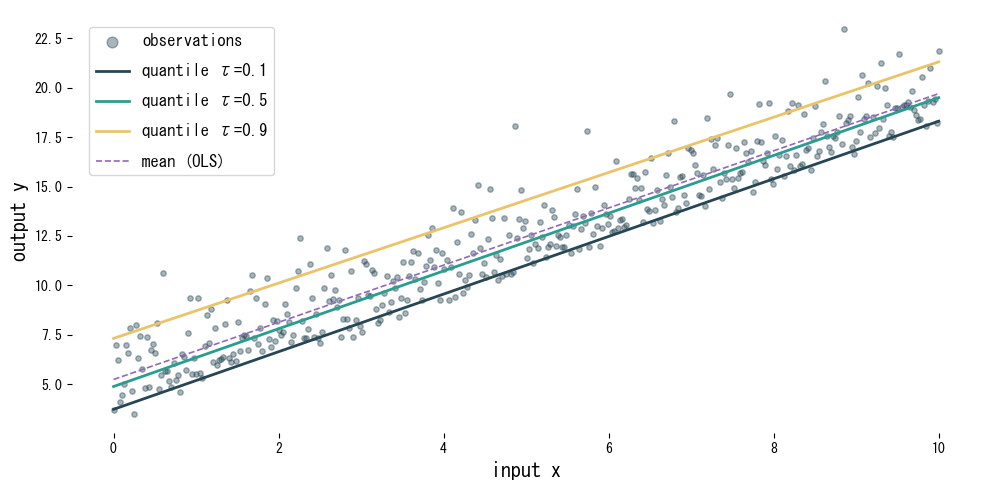 observations
quantile τ=0.1
quantile τ=0.5
quantile τ=0.9
mean (OLS)
output y
22.5
20.0
17.5
15.0
12.5
10.0
7.5
5.0
0 2 4 6 8 10
input x